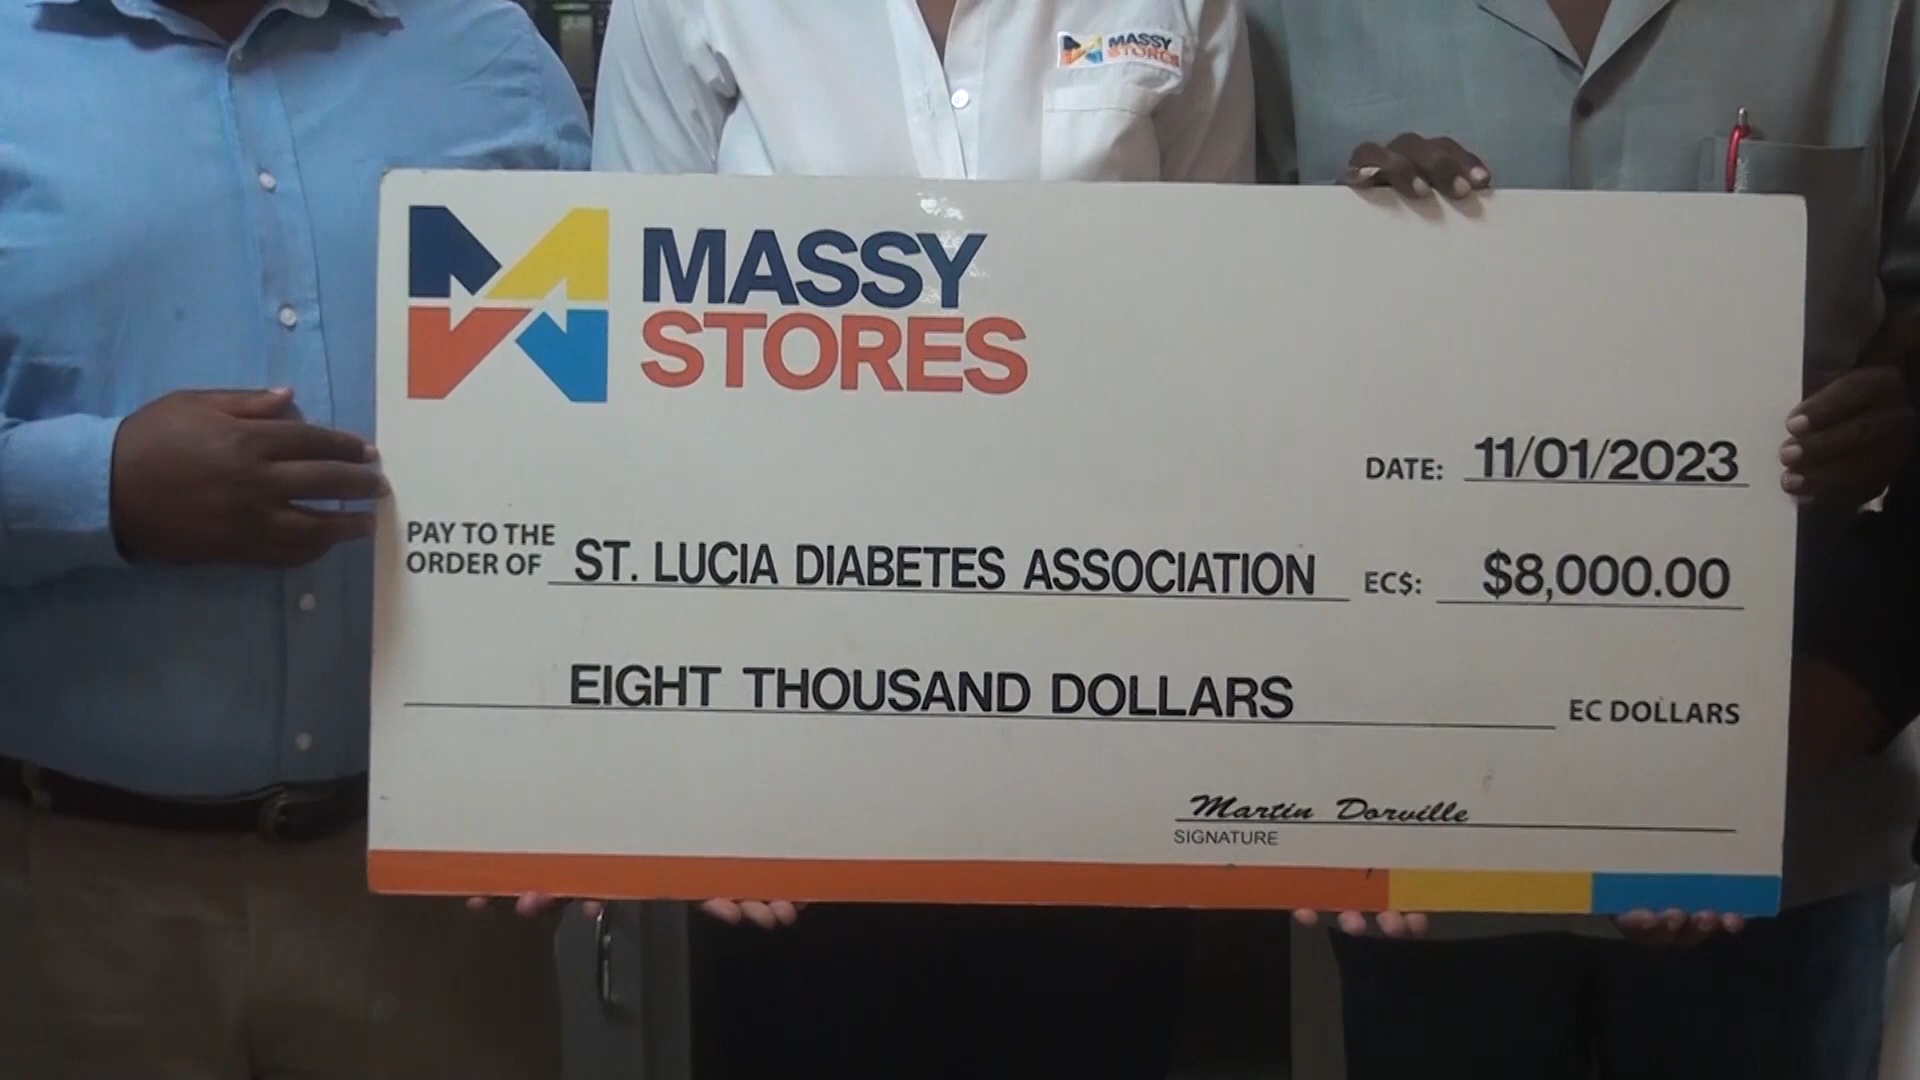 MASSY
STORES
MASSY
STORES
DATE: 11/01/2023
PAY TO THE
ORDER OF ST. LUCIA DIABETES ASSOCIATION EC$: $8,000.00
EIGHT THOUSAND DOLLARS EC DOLLARS
Martin Dorville
SIGNATURE